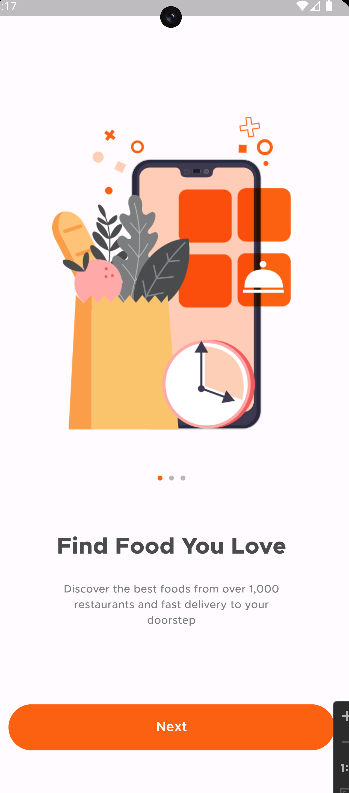 :17
Find Food You Love
Discover the best foods from over 1,000
restaurants and fast delivery to your
doorstep
Next
1: